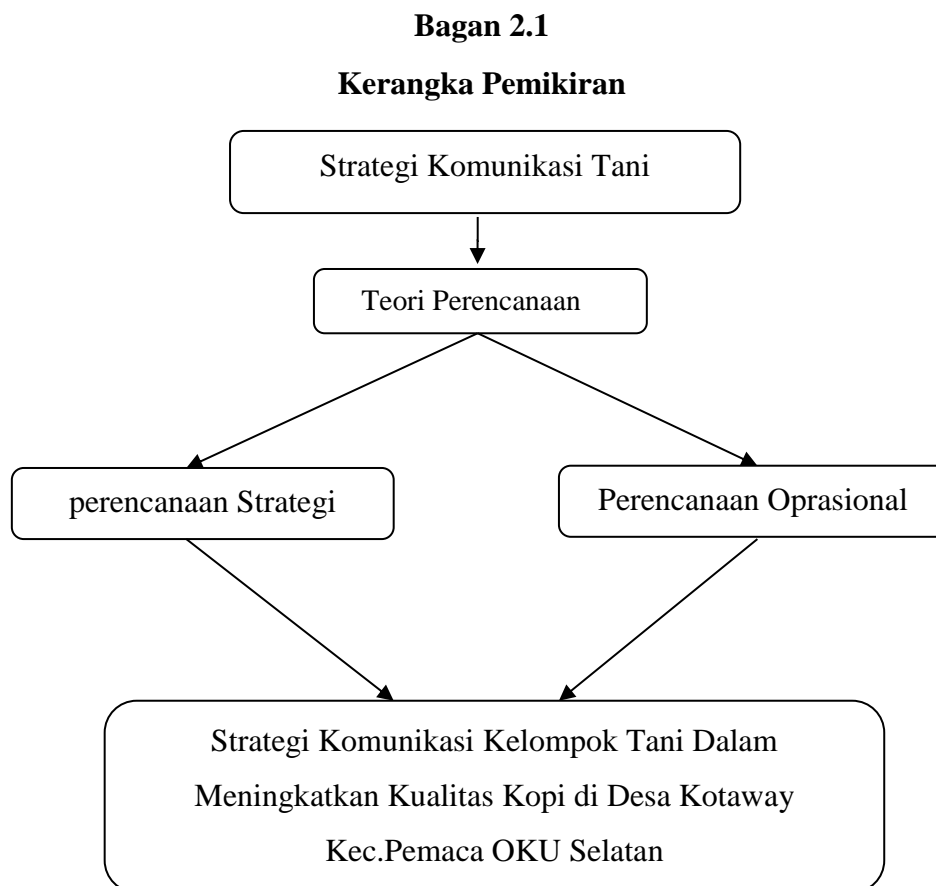 Bagan 2.1
Kerangka Pemikiran
Strategi Komunikasi Tani
Teori Perencanaan
perencanaan Strategi
Perencanaan Oprasional
Strategi Komunikasi Kelompok Tani Dalam
Meningkatkan Kualitas Kopi di Desa Kotaway
Kec.Pemaca OKU Selatan